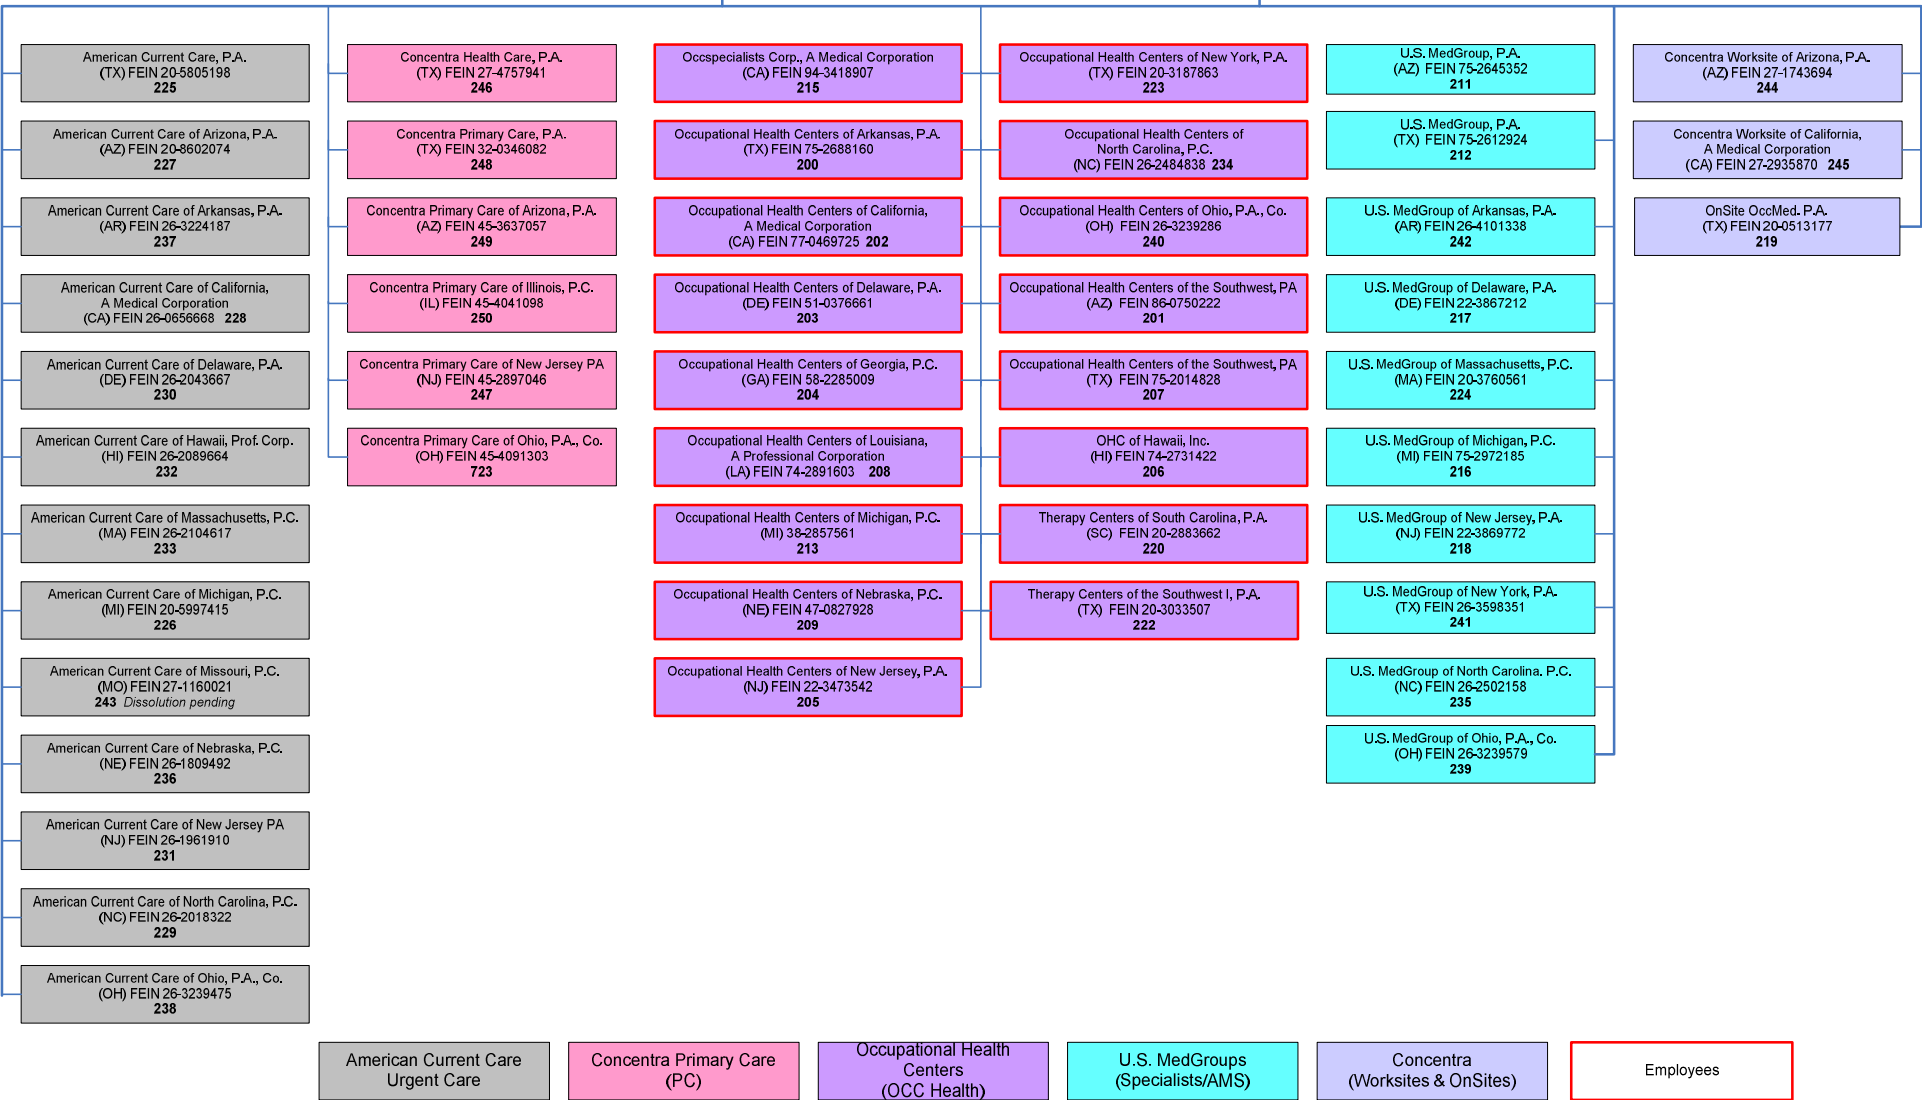 American Current Care, P.A.
(TX) FEIN 20-5805198
225
American Current Care of Arizona, P.A.
(AZ) FEIN 20-8602074
227
American Current Care of Arkansas, P.A.
(AR) FEIN 26-3224187
237
American Current Care of California,
A Medical Corporation
(CA) FEIN 26-0656668 228
American Current Care of Delaware, P.A.
(DE) FEIN 26-2043667
230
American Current Care of Hawaii, Prof. Corp.
(HI) FEIN 26-2089664
232
American Current Care of Massachusetts, P.C.
(MA) FEIN 26-2104617
233
American Current Care of Michigan, P.C.
(MI) FEIN 20-5997415
226
American Current Care of Missouri, P.C.
(MO) FEIN 27-1160021
243 Dissolution pending
American Current Care of Nebraska, P.C.
(NE) FEIN 26-1809492
236
American Current Care of New Jersey PA
(NJ) FEIN 26-1961910
231
American Current Care of North Carolina, P.C.
(NC) FEIN 26-2018322
229
American Current Care of Ohio, P.A., Co.
(OH) FEIN 26-3239475
238
Concentra Health Care, P.A.
(TX) FEIN 27-4757941
246
Concentra Primary Care, P.A.
(TX) FEIN 32-0346082
248
Concentra Primary Care of Arizona, P.A.
(AZ) FEIN 45-3637057
249
Concentra Primary Care of Illinois, P.C.
(IL) FEIN 45-4041098
250
Concentra Primary Care of New Jersey PA
(NJ) FEIN 45-2897046
247
Concentra Primary Care of Ohio, P.A., Co.
(OH) FEIN 45-4091303
723
Occspecialists Corp., A Medical Corporation
(CA) FEIN 94-3418907
215
Occupational Health Centers of Arkansas, P.A.
(TX) FEIN 75-2688160
200
Occupational Health Centers of California,
A Medical Corporation
(CA) FEIN 77-0469725 202
Occupational Health Centers of Delaware, P.A.
(DE) FEIN 51-0376661
203
Occupational Health Centers of Georgia, P.C.
(GA) FEIN 58-2285009
204
Occupational Health Centers of Louisiana,
A Professional Corporation
(LA) FEIN 74-2891603 208
Occupational Health Centers of Michigan, P.C.
(MI) 38-2857561
213
Occupational Health Centers of Nebraska, P.C.
(NE) FEIN 47-0827928
209
Occupational Health Centers of New Jersey, P.A.
(NJ) FEIN 22-3473542
205
Occupational Health Centers of New York, P.A.
(TX) FEIN 20-3187863
223
Occupational Health Centers of
North Carolina, P.C.
(NC) FEIN 26-2484838 234
Occupational Health Centers of Ohio, P.A., Co.
(OH) FEIN 26-3239286
240
Occupational Health Centers of the Southwest, PA
(AZ) FEIN 86-0750222
201
Occupational Health Centers of the Southwest, PA
(TX) FEIN 75-2014828
207
OHC of Hawaii, Inc.
(HI) FEIN 74-2731422
206
Therapy Centers of South Carolina, P.A.
(SC) FEIN 20-2883662
220
Therapy Centers of the Southwest I, P.A.
(TX) FEIN 20-3033507
222
U.S. MedGroup, P.A.
(AZ) FEIN 75-2645352
211
U.S. MedGroup, P.A.
(TX) FEIN 75-2612924
212
U.S. MedGroup of Arkansas, P.A.
(AR) FEIN 26-4101338
242
U.S. MedGroup of Delaware, P.A.
(DE) FEIN 22-3867212
217
U.S. MedGroup of Massachusetts, P.C.
(MA) FEIN 20-3760561
224
U.S. MedGroup of Michigan, P.C.
(MI) FEIN 75-2972185
216
U.S. MedGroup of New Jersey, P.A.
(NJ) FEIN 22-3869772
218
U.S. MedGroup of New York, P.A.
(TX) FEIN 26-3598351
241
U.S. MedGroup of North Carolina. P.C.
(NC) FEIN 26-2502158
235
U.S. MedGroup of Ohio, P.A., Co.
(OH) FEIN 26-3239579
239
Concentra Worksite of Arizona, P.A.
(AZ) FEIN 27-1743694
244
Concentra Worksite of California,
A Medical Corporation
(CA) FEIN 27-2935870 245
OnSite OccMed. P.A.
(TX) FEIN 20-0513177
219
American Current Care
Urgent Care
Concentra Primary Care
(PC)
Occupational Health
Centers
(OCC Health)
U.S. MedGroups
(Specialists/AMS)
Concentra
(Worksites & OnSites)
Employees